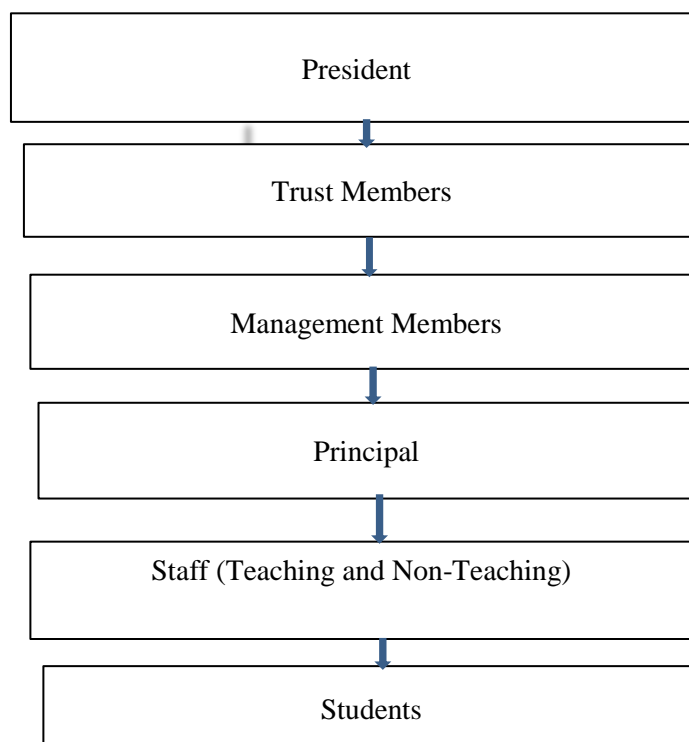 President
Trust Members
Management Members
Principal
Staff (Teaching and Non-Teaching)
Students